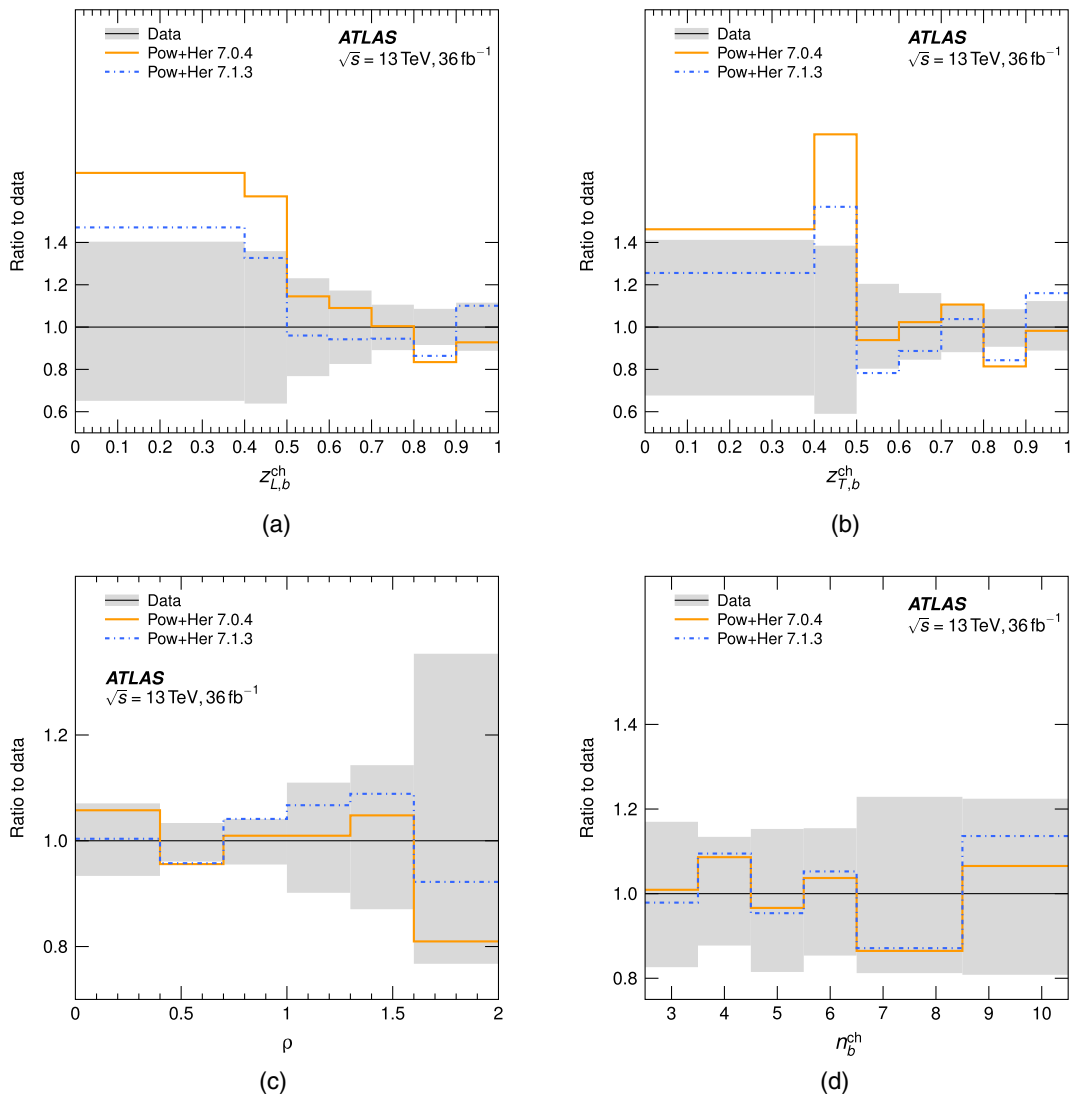 Data
Pow+Her 7.0.4
Pow+Her 7.1.3
ATLAS
√s = 13 TeV, 36 fb⁻¹
Ratio to data
1.4
1.2
1.0
0.8
0.6
0 0.1 0.2 0.3 0.4 0.5 0.6 0.7 0.8 0.9 1
z_{L,b}^{ch}
(a)
Data
Pow+Her 7.0.4
Pow+Her 7.1.3
ATLAS
√s = 13 TeV, 36 fb⁻¹
Ratio to data
1.4
1.2
1.0
0.8
0.6
0 0.1 0.2 0.3 0.4 0.5 0.6 0.7 0.8 0.9 1
z_{T,b}^{ch}
(b)
Data
Pow+Her 7.0.4
Pow+Her 7.1.3
ATLAS
√s = 13 TeV, 36 fb⁻¹
Ratio to data
1.2
1.0
0.8
0 0.5 1 1.5 2
ρ
(c)
Data
Pow+Her 7.0.4
Pow+Her 7.1.3
ATLAS
√s = 13 TeV, 36 fb⁻¹
Ratio to data
1.4
1.2
1.0
0.8
3 4 5 6 7 8 9 10
n_b^{ch}
(d)